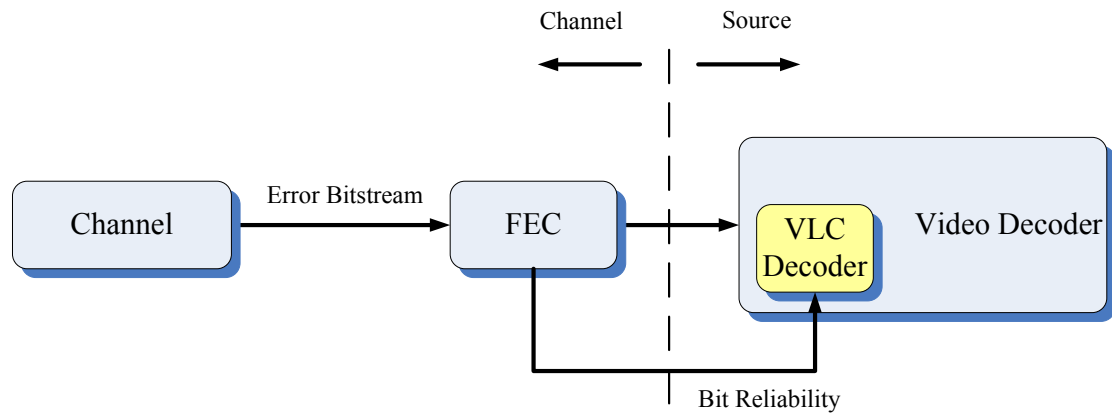 Channel
Source
Error Bitstream
Channel
FEC
VLC
Decoder
Video Decoder
Bit Reliability